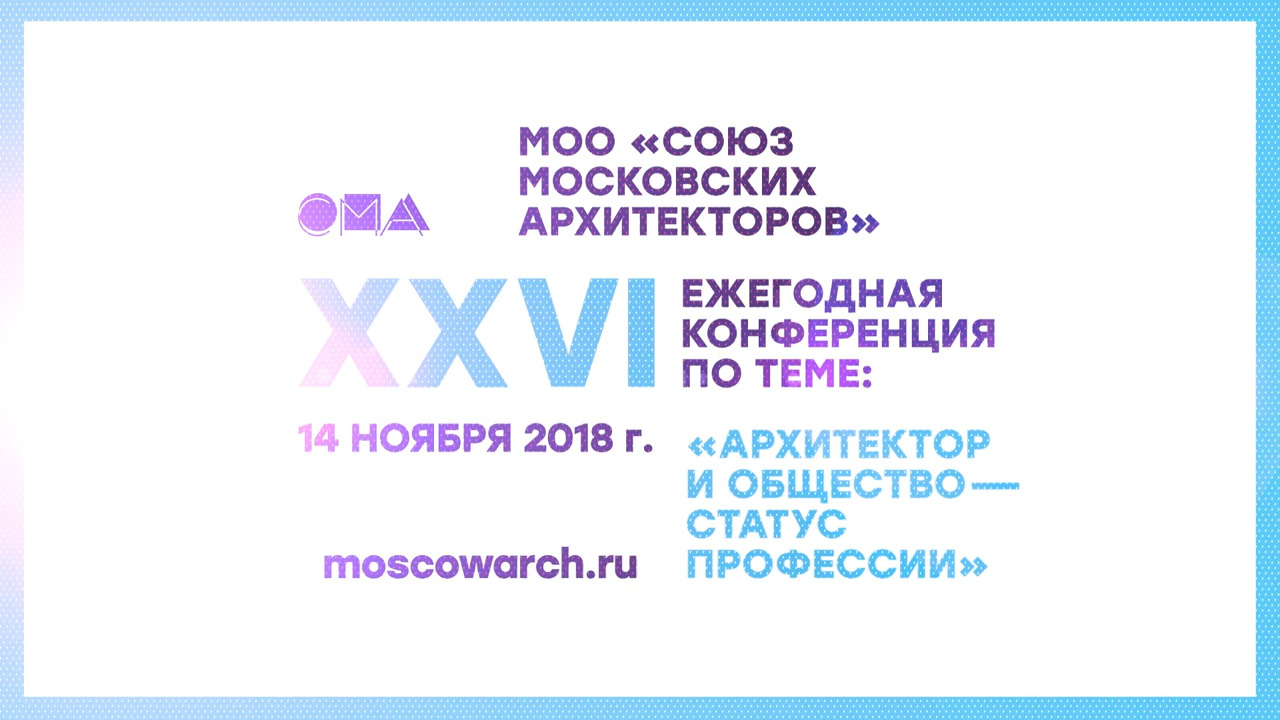 МОО «СОЮЗ
МОСКОВСКИХ
АРХИТЕКТОРОВ»
СМА
XXVI
ЕЖЕГОДНАЯ
КОНФЕРЕНЦИЯ
ПО ТЕМЕ:
14 НОЯБРЯ 2018 г.
«АРХИТЕКТОР
И ОБЩЕСТВО —
СТАТУС
ПРОФЕССИИ»
moscowarch.ru